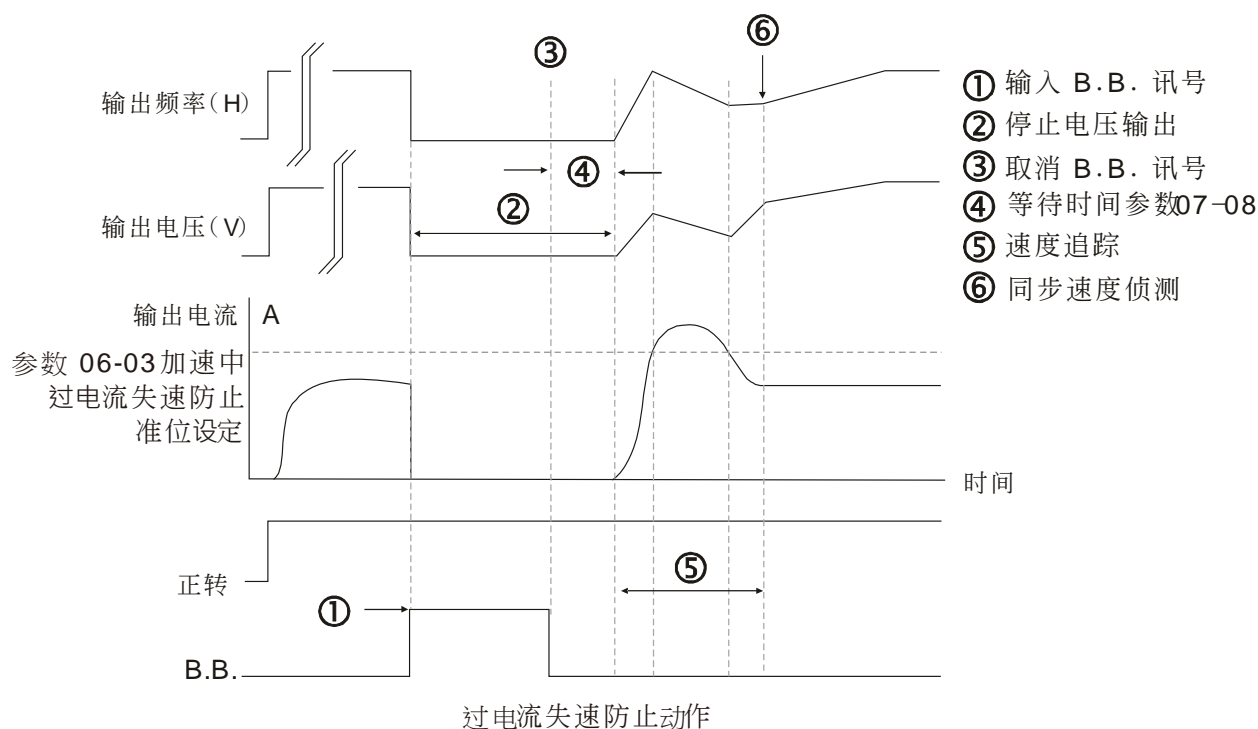 ⑥
③
① 输入 B.B. 讯号
输出频率(H)
② 停止电压输出
③ 取消 B.B. 讯号
④
④ 等待时间参数07-08
②
输出电压(V)
⑤ 速度追踪
⑥ 同步速度侦测
输出电流 A
参数 06-03加速中
过电流失速防止
准位设定
时间
⑤
正转
①
B.B.
过电流失速防止动作